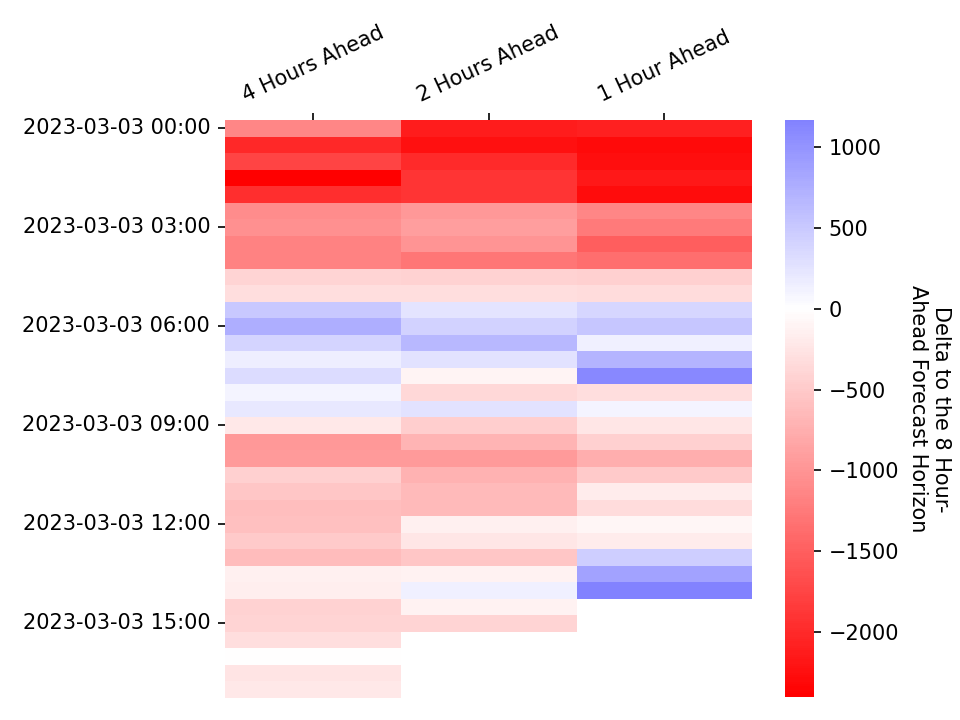 4 Hours Ahead
2 Hours Ahead
1 Hour Ahead
2023-03-03 00:00
2023-03-03 03:00
2023-03-03 06:00
2023-03-03 09:00
2023-03-03 12:00
2023-03-03 15:00
1000
500
0
−500
−1000
−1500
−2000
Delta to the 8 Hour-
Ahead Forecast Horizon